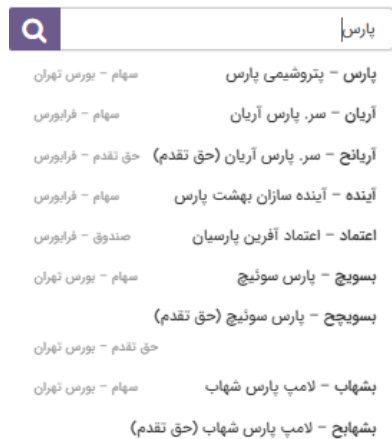 پارس
پارس - پتروشیمی پارس سهام - بورس تهران
آریان - سر. پارس آریان سهام - فرابورس
آریانح - سر. پارس آریان (حق تقدم) حق تقدم - فرابورس
آینده - آینده سازان بهشت پارس سهام - فرابورس
اعتماد - اعتماد آفرین پارسیان صندوق - فرابورس
بسویچ - پارس سوئیچ سهام - بورس تهران
بسویچح - پارس سوئیچ (حق تقدم)
حق تقدم - بورس تهران
بشهاب - لامپ پارس شهاب سهام - بورس تهران
بشهابح - لامپ پارس شهاب (حق تقدم)